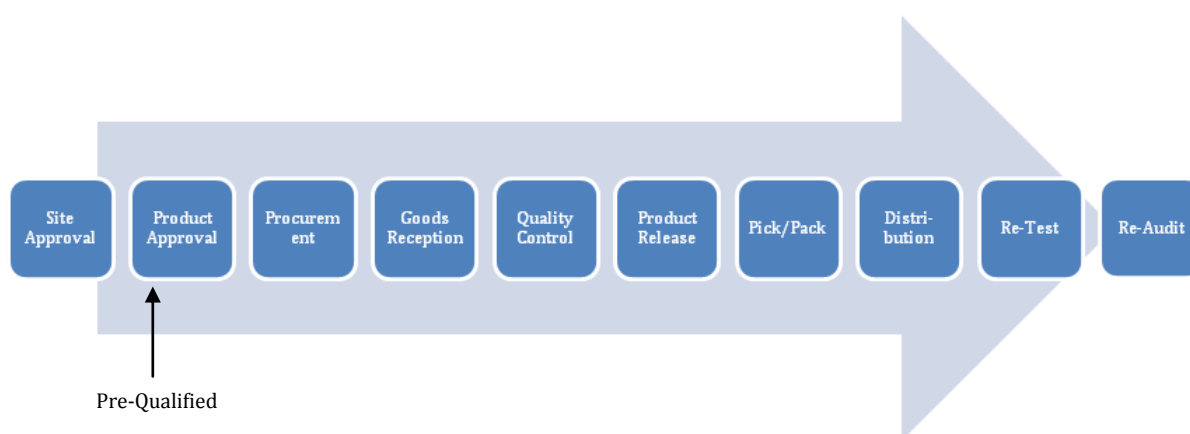 Site
Approval
Product
Approval
Procurem
ent
Goods
Reception
Quality
Control
Product
Release
Pick/Pack
Distri-
bution
Re-Test
Re-Audit
Pre-Qualified